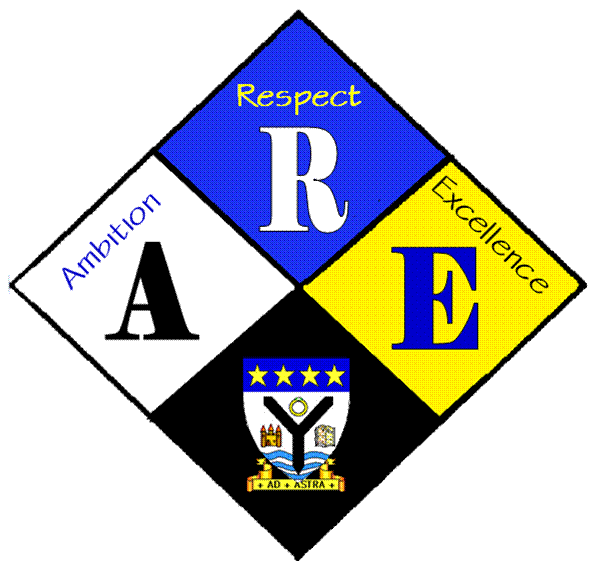 Respect
R
Ambition
A
Excellence
E
+ AD + ASTRA +